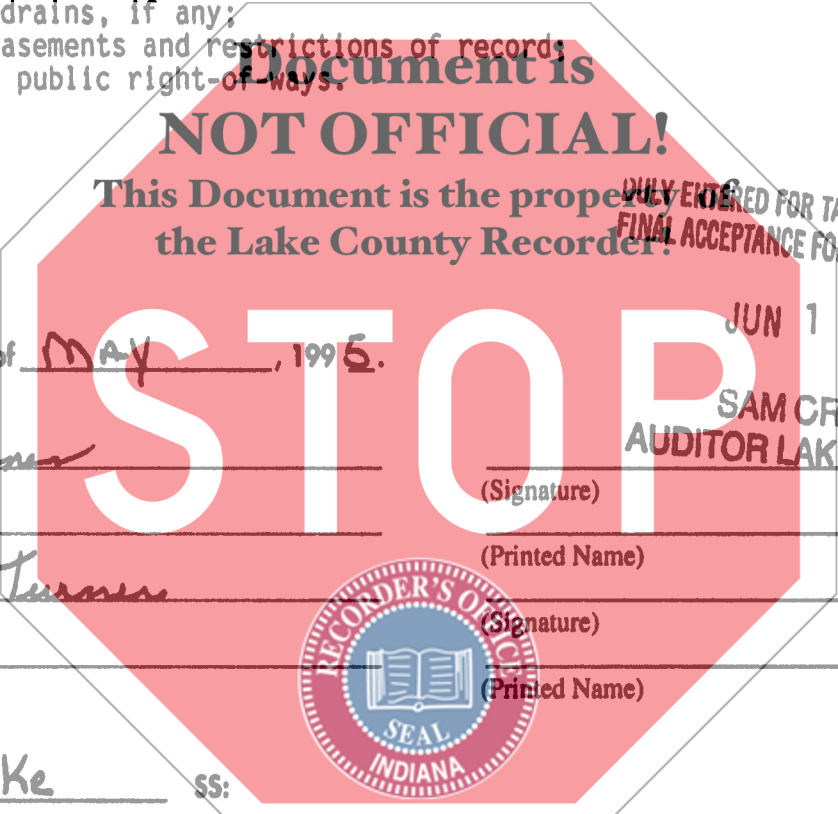 drains, if any;
asements and restrictions of record;
public right-of-ways.
Document is
NOT OFFICIAL!
This Document is the property of
the Lake County Recorder!
DULY ENTERED FOR TA
FINAL ACCEPTANCE FO
JUN 1
STOP
of MAY, 1995.
SAM CR
AUDITOR LAK
(Signature)
(Printed Name)
Turner
(Signature)
(Printed Name)
RECORDER'S OFFICE
SEAL
INDIANA
Ke SS: